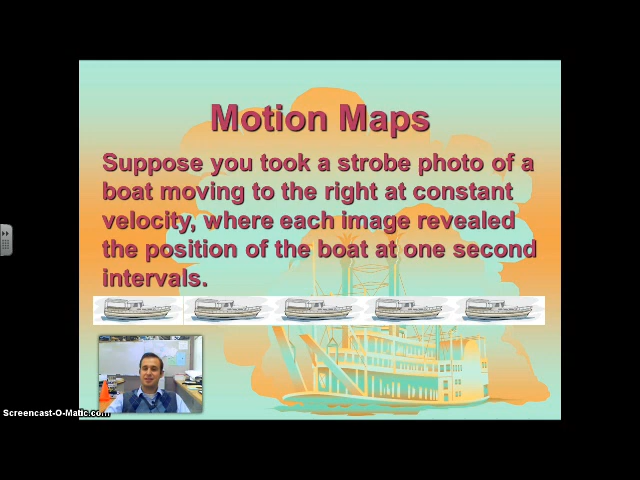 Motion Maps
Suppose you took a strobe photo of a
boat moving to the right at constant
velocity, where each image revealed
the position of the boat at one second
intervals.
Screencast-O-Matic.com